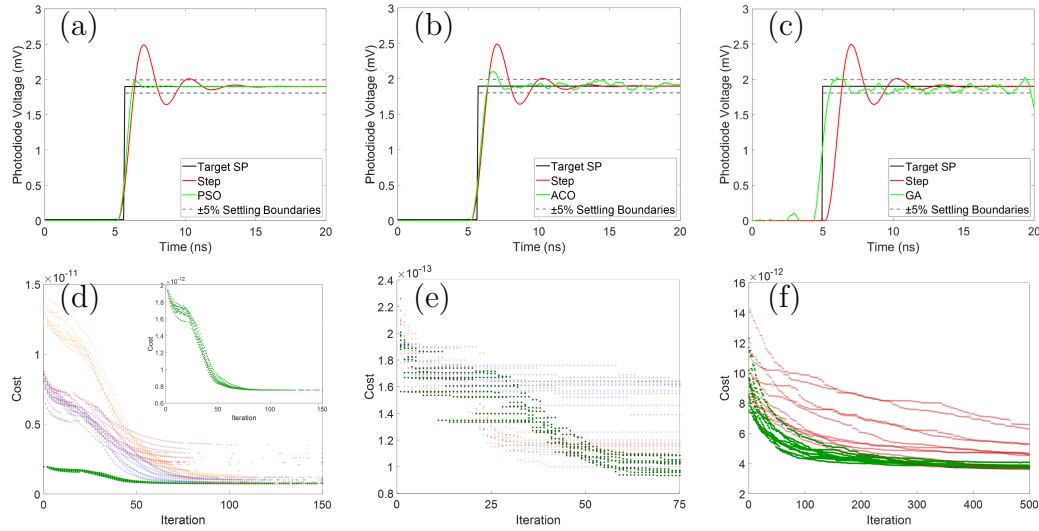 (a)
3
2.5
2
1.5
1
0.5
0
Photodiode Voltage (mV)
Target SP
Step
PSO
±5% Settling Boundaries
0 5 10 15 20
Time (ns)
(b)
3
2.5
2
1.5
1
0.5
0
Photodiode Voltage (mV)
Target SP
Step
ACO
±5% Settling Boundaries
0 5 10 15 20
Time (ns)
(c)
3
2.5
2
1.5
1
0.5
0
Photodiode Voltage (mV)
Target SP
Step
GA
±5% Settling Boundaries
0 5 10 15 20
Time (ns)
(d)
×10-11
1.5
1
0.5
0
Cost
0 50 100 150
Iteration
×10-12
2
1.8
1.6
1.4
1.2
1
0.8
0.6
Cost
0 50 100 150
Iteration
(e)
×10-13
2.4
2.2
2
1.8
1.6
1.4
1.2
1
0.8
Cost
0 25 50 75
Iteration
(f)
×10-12
16
14
12
10
8
6
4
2
Cost
0 100 200 300 400 500
Iteration